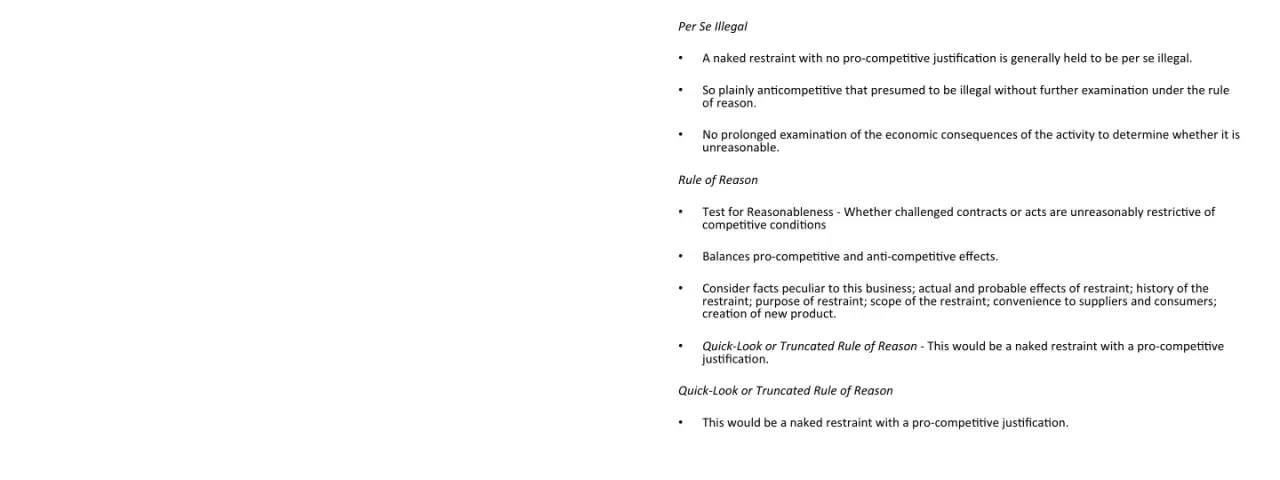 Per Se Illegal
• A naked restraint with no pro-competitive justification is generally held to be per se illegal.
• So plainly anticompetitive that presumed to be illegal without further examination under the rule
of reason.
• No prolonged examination of the economic consequences of the activity to determine whether it is
unreasonable.
Rule of Reason
• Test for Reasonableness - Whether challenged contracts or acts are unreasonably restrictive of
competitive conditions
• Balances pro-competitive and anti-competitive effects.
• Consider facts peculiar to this business; actual and probable effects of restraint; history of the
restraint; purpose of restraint; scope of the restraint; convenience to suppliers and consumers;
creation of new product.
• Quick-Look or Truncated Rule of Reason - This would be a naked restraint with a pro-competitive
justification.
Quick-Look or Truncated Rule of Reason
• This would be a naked restraint with a pro-competitive justification.